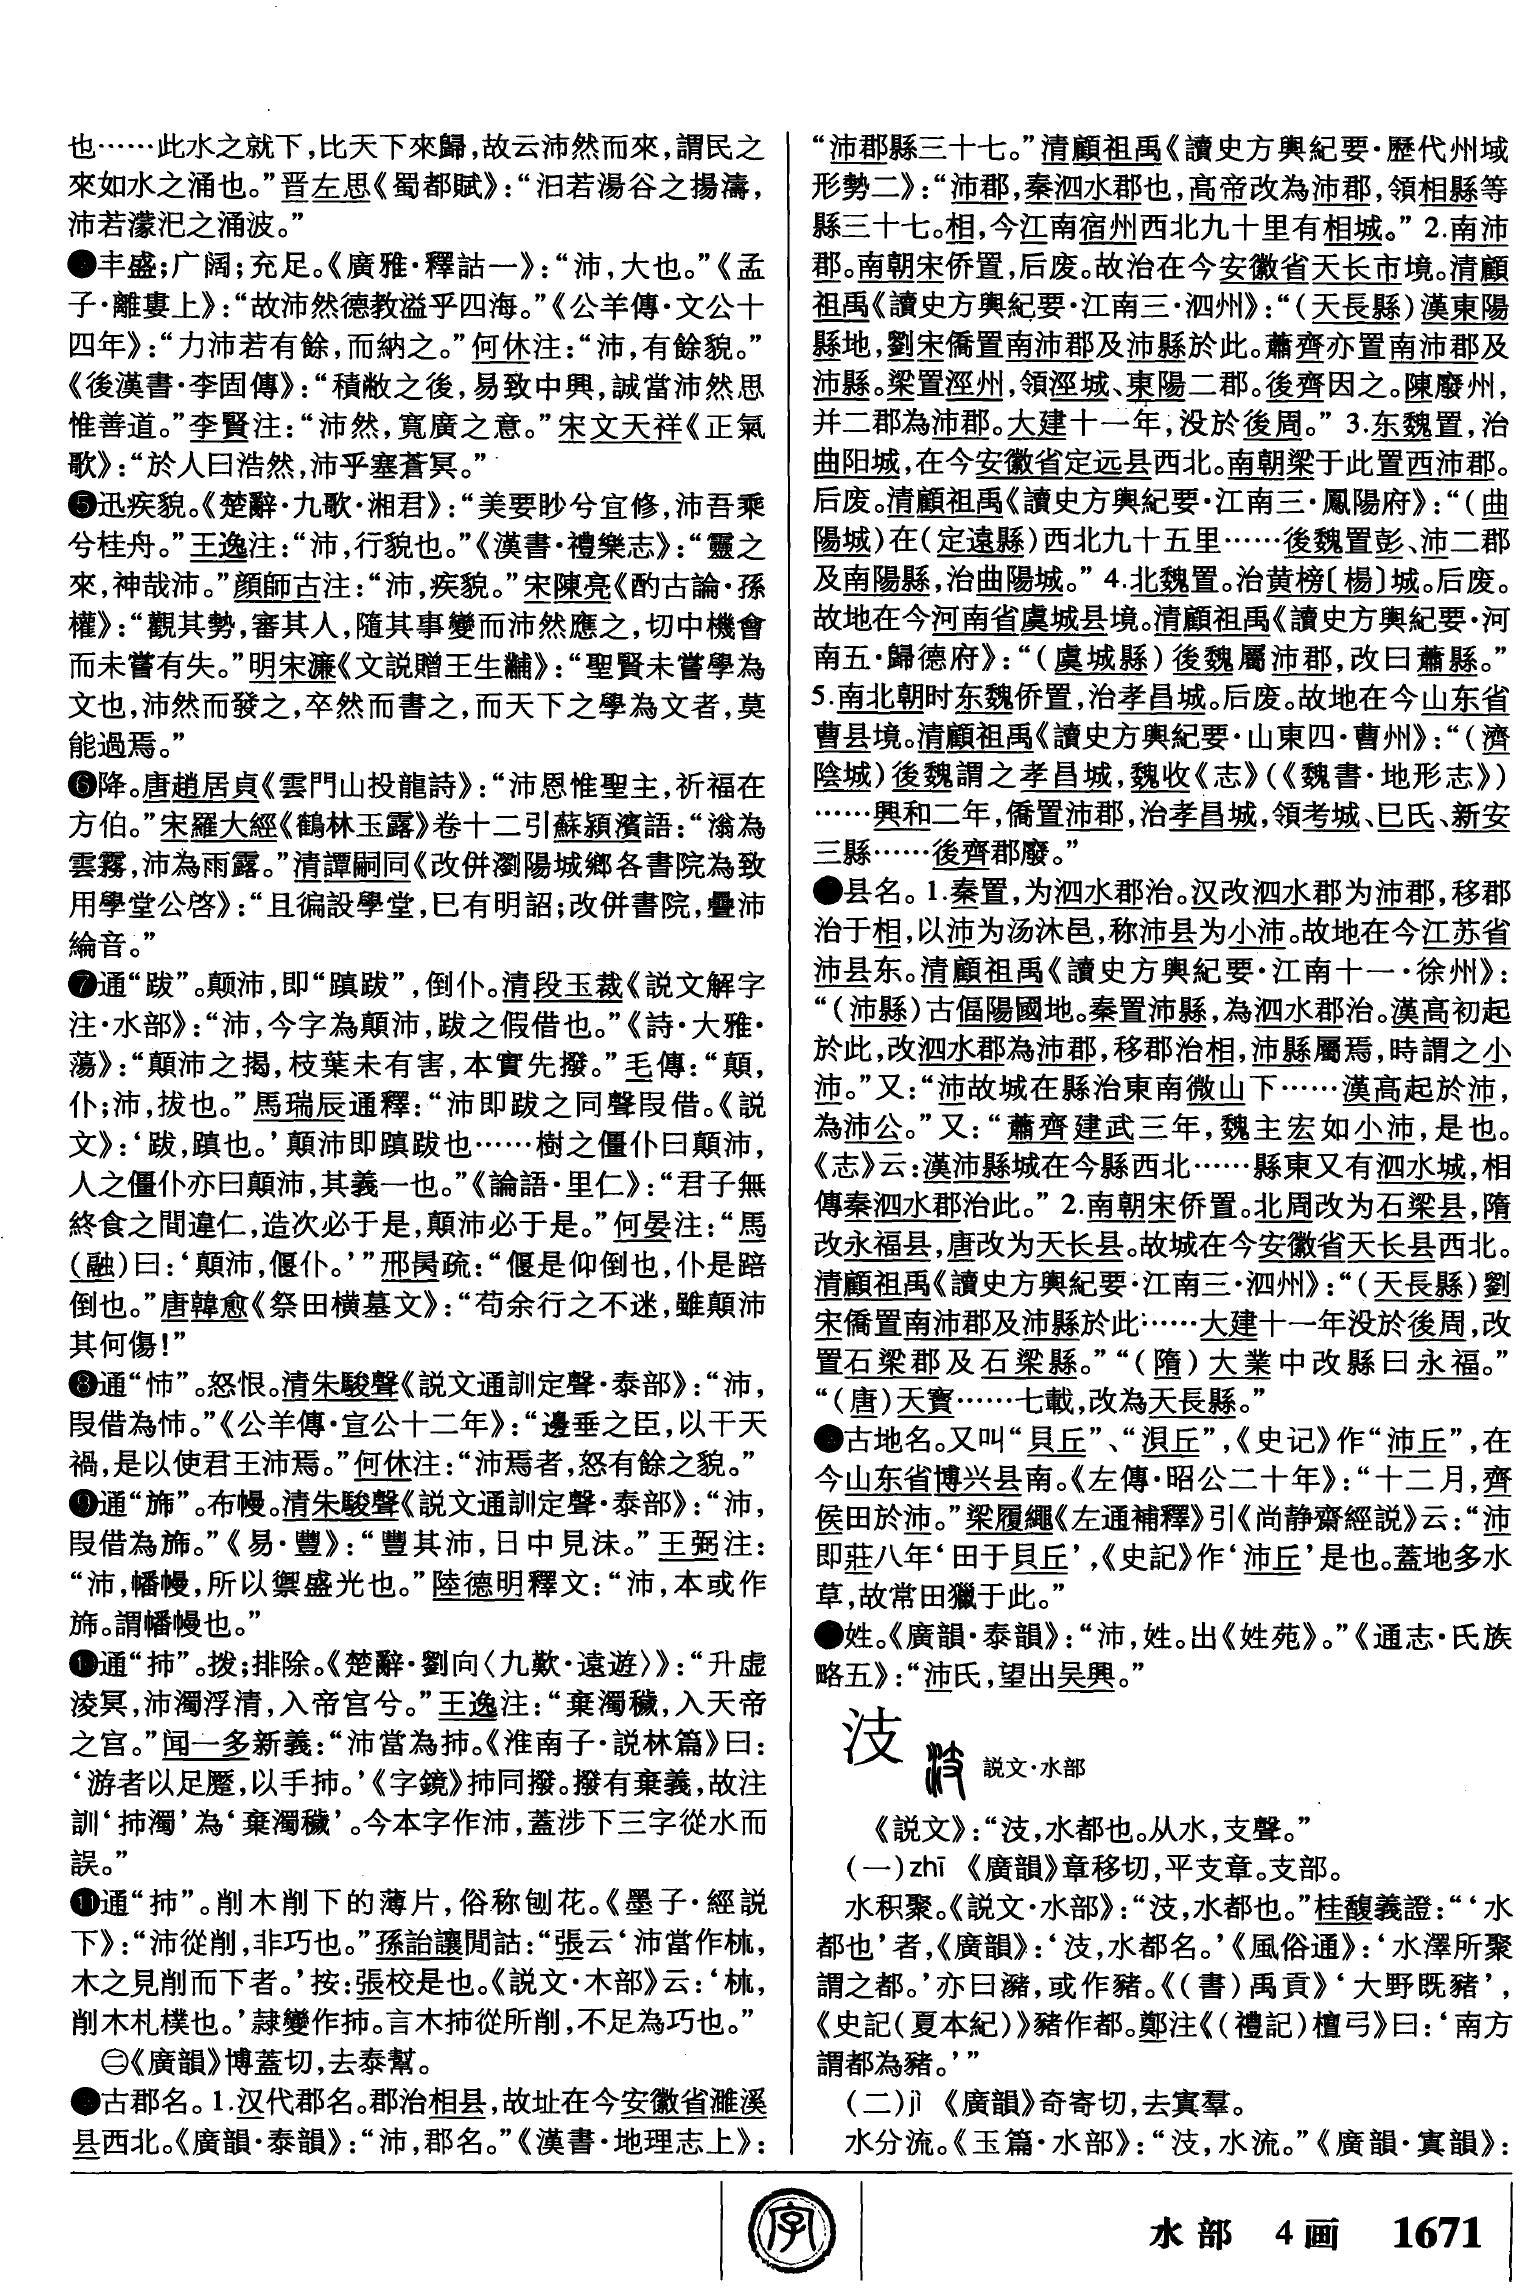 也……此水之就下，比天下來歸，故云沛然而來，謂民之
來如水之涌也。”晋左思《蜀都賦》：“汩若湯谷之揚濤，
沛若濛汜之涌波。”
丰盛；广阔；充足。《廣雅·釋詁一》：“沛，大也。”《孟
子·離婁上》：“故沛然德教溢乎四海。”《公羊傳·文公十
四年》：“力沛若有餘，而納之。”何休注：“沛，有餘貌。”
《後漢書·李固傳》：“積敝之後，易致中興，誠當沛然思
惟善道。”李賢注：“沛然，寬廣之意。”宋文天祥《正氣
歌》：“於人曰浩然，沛乎塞蒼冥。”
❺迅疾貌。《楚辭·九歌·湘君》：“美要眇兮宜修，沛吾乘
兮桂舟。”王逸注：“沛，行貌也。”《漢書·禮樂志》：“靈之
來，神哉沛。”顔師古注：“沛，疾貌。”宋陳亮《酌古論·孫
權》：“觀其勢，審其人，隨其事變而沛然應之，切中機會
而未嘗有失。”明宋濂《文説贈王生黼》：“聖賢未嘗學為
文也，沛然而發之，卒然而書之，而天下之學為文者，莫
能過焉。”
❻降。唐趙居貞《雲門山投龍詩》：“沛恩惟聖主，祈福在
方伯。”宋羅大經《鶴林玉露》卷十二引蘇潁濱語：“滃為
雲霧，沛為雨露。”清譚嗣同《改併瀏陽城鄉各書院為致
用學堂公啓》：“且徧設學堂，已有明詔；改併書院，疊沛
綸音。”
❼通“跋”。颠沛，即“蹎跋”，倒仆。清段玉裁《説文解字
注·水部》：“沛，今字為顛沛，跋之假借也。”《詩·大雅·
蕩》：“顛沛之揭，枝葉未有害，本實先撥。”毛傳：“顛，
仆；沛，拔也。”馬瑞辰通釋：“沛即跋之同聲叚借。《説
文》：‘跋，蹎也。’顛沛即蹎跋也……樹之僵仆曰顛沛，
人之僵仆亦曰顛沛，其義一也。”《論語·里仁》：“君子無
終食之間違仁，造次必于是，顛沛必于是。”何晏注：“馬
（融）曰：‘顛沛，偃仆。’”邢昺疏：“偃是仰倒也，仆是踣
倒也。”唐韓愈《祭田横墓文》：“苟余行之不迷，雖顛沛
其何傷！”
❽通“怖”。怒恨。清朱駿聲《説文通訓定聲·泰部》：“沛，
叚借為怖。”《公羊傳·宣公十二年》：“邊垂之臣，以干天
禍，是以使君王沛焉。”何休注：“沛焉者，怒有餘之貌。”
❾通“斾”。布幔。清朱駿聲《説文通訓定聲·泰部》：“沛，
叚借為斾。”《易·豐》：“豐其沛，日中見沬。”王弼注：
“沛，幡幔，所以禦盛光也。”陸德明釋文：“沛，本或作
斾。謂幡幔也。”
通“㧊”。拨；排除。《楚辭·劉向〈九歎·遠遊〉》：“升虚
淩冥，沛濁浮清，入帝宫兮。”王逸注：“棄濁穢，入天帝
之宫。”闻一多新義：“沛當為㧊。《淮南子·説林篇》曰：
‘游者以足蹷，以手㧊。’《字鏡》㧊同撥。撥有棄義，故注
訓‘㧊濁’為‘棄濁穢’。今本字作沛，蓋涉下三字從水而
誤。”
⓫通“㧊”。削木削下的薄片，俗称刨花。《墨子·經説
下》：“沛從削，非巧也。”孫詒讓閒詁：“張云‘沛當作柹，
木之見削而下者。’按：張校是也。《説文·木部》云：‘柹，
削木札樸也。’隷變作㧊。言木㧊從所削，不足為巧也。”
㊁《廣韻》博蓋切，去泰幫。
古郡名。1.汉代郡名。郡治相县，故址在今安徽省濉溪
县西北。《廣韻·泰韻》：“沛，郡名。”《漢書·地理志上》：
“沛郡縣三十七。”清顧祖禹《讀史方輿紀要·歷代州域
形勢二》：“沛郡，秦泗水郡也，高帝改為沛郡，領相縣等
縣三十七。相，今江南宿州西北九十里有相城。”2.南沛
郡。南朝宋侨置，后废。故治在今安徽省天长市境。清顧
祖禹《讀史方輿紀要·江南三·泗州》：“（天長縣）漢東陽
縣地，劉宋僑置南沛郡及沛縣於此。蕭齊亦置南沛郡及
沛縣。梁置涇州，領涇城、東陽二郡。後齊因之。陳廢州，
并二郡為沛郡。大建十一年，没於後周。”3.东魏置，治
曲阳城，在今安徽省定远县西北。南朝梁于此置西沛郡。
后废。清顧祖禹《讀史方輿紀要·江南三·鳳陽府》：“（曲
陽城）在（定遠縣）西北九十五里……後魏置彭、沛二郡
及南陽縣，治曲陽城。”4.北魏置。治黄榜〔楊〕城。后废。
故地在今河南省虞城县境。清顧祖禹《讀史方輿紀要·河
南五·歸德府》：“（虞城縣）後魏屬沛郡，改曰蕭縣。”
5.南北朝时东魏侨置，治孝昌城。后废。故地在今山东省
曹县境。清顧祖禹《讀史方輿紀要·山東四·曹州》：“（濟
陰城）後魏謂之孝昌城，魏收《志》（《魏書·地形志》）
……興和二年，僑置沛郡，治孝昌城，領考城、巳氏、新安
三縣……後齊郡廢。”
县名。1.秦置，为泗水郡治。汉改泗水郡为沛郡，移郡
治于相，以沛为汤沐邑，称沛县为小沛。故地在今江苏省
沛县东。清顧祖禹《讀史方輿紀要·江南十一·徐州》：
“（沛縣）古偪陽國地。秦置沛縣，為泗水郡治。漢高初起
於此，改泗水郡為沛郡，移郡治相，沛縣屬焉，時謂之小
沛。”又：“沛故城在縣治東南微山下……漢高起於沛，
為沛公。”又：“蕭齊建武三年，魏主宏如小沛，是也。
《志》云：漢沛縣城在今縣西北……縣東又有泗水城，相
傳秦泗水郡治此。”2.南朝宋侨置。北周改为石梁县，隋
改永福县，唐改为天长县。故城在今安徽省天长县西北。
清顧祖禹《讀史方輿紀要·江南三·泗州》：“（天長縣）劉
宋僑置南沛郡及沛縣於此……大建十一年没於後周，改
置石梁郡及石梁縣。”“（隋）大業中改縣曰永福。”
“（唐）天寶……七載，改為天長縣。”
古地名。又叫“貝丘”、“浿丘”，《史记》作“沛丘”，在
今山东省博兴县南。《左傳·昭公二十年》：“十二月，齊
侯田於沛。”梁履繩《左通補釋》引《尚静齋經説》云：“沛
即莊八年‘田于貝丘’，《史記》作‘沛丘’是也。蓋地多水
草，故常田獵于此。”
姓。《廣韻·泰韻》：“沛，姓。出《姓苑》。”《通志·氏族
略五》：“沛氏，望出吴興。”
汥 説文·水部
《説文》：“汥，水都也。从水，支聲。”
（一）zhī 《廣韻》章移切，平支章。支部。
水积聚。《説文·水部》：“汥，水都也。”桂馥義證：“‘水
都也’者，《廣韻》：‘汥，水都名。’《風俗通》：‘水澤所聚
謂之都。’亦曰瀦，或作豬。《（書）禹貢》‘大野既豬’，
《史記（夏本紀）》豬作都。鄭注《（禮記）檀弓》曰：‘南方
謂都為豬。’”
（二）jì 《廣韻》奇寄切，去寘羣。
水分流。《玉篇·水部》：“汥，水流。”《廣韻·寘韻》：
字
水部 4画 1671